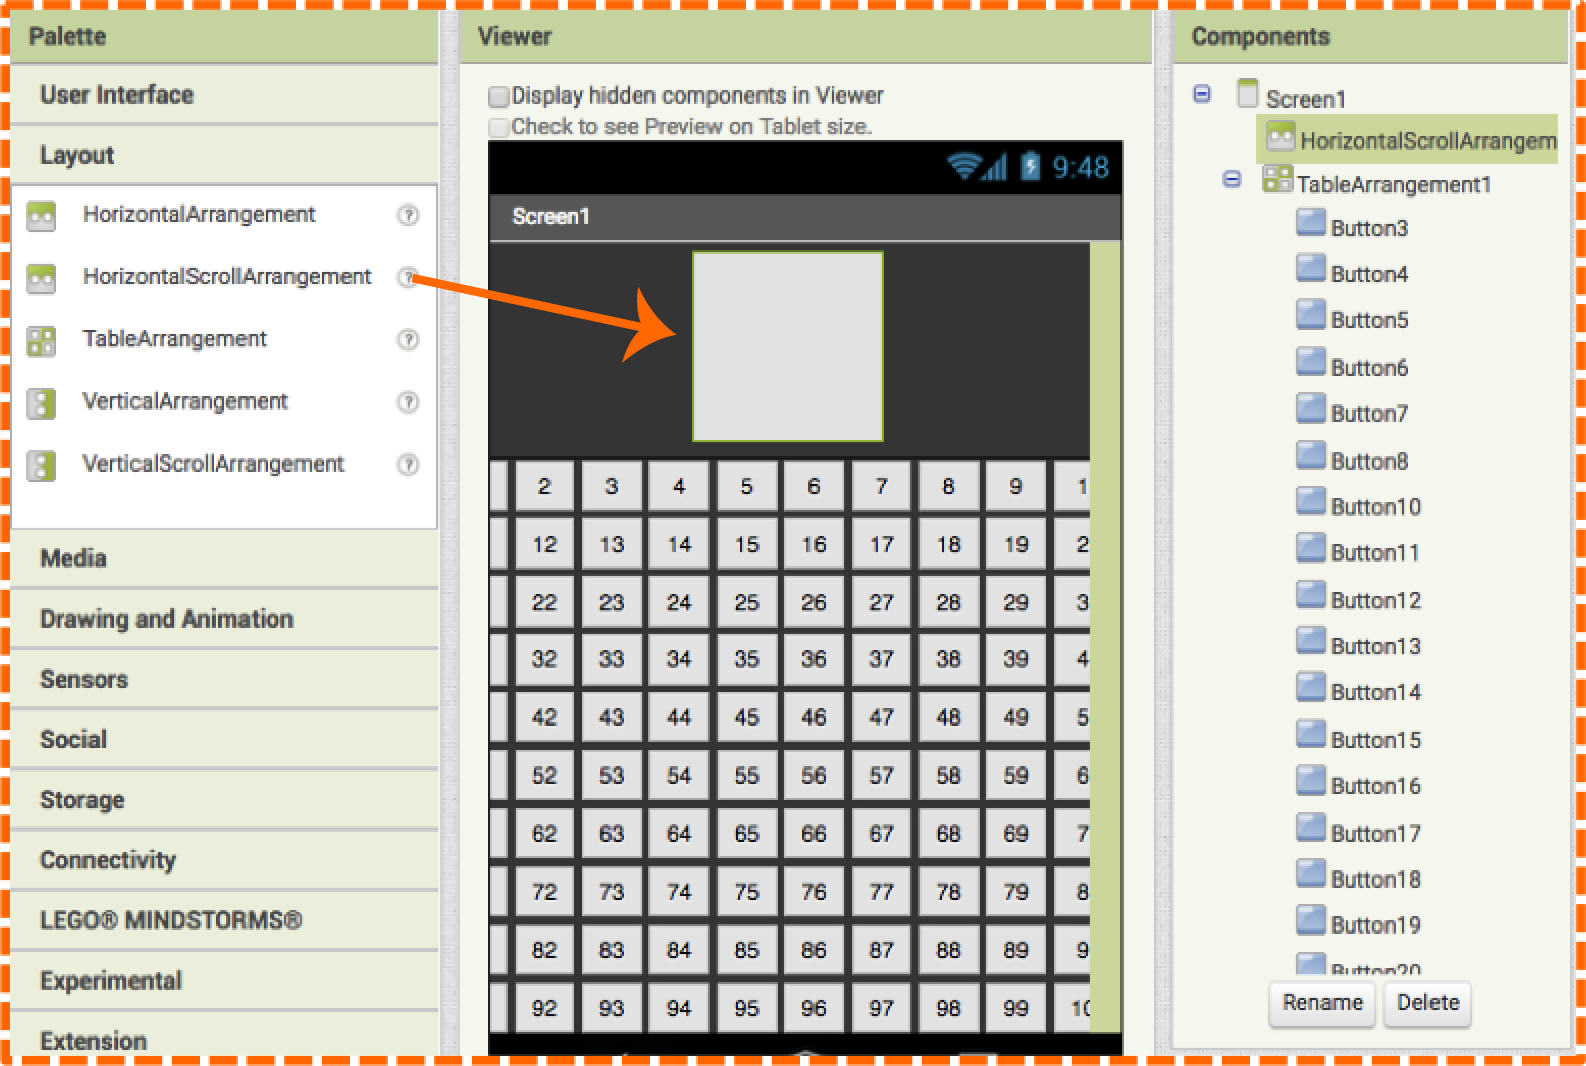 Palette
User Interface
Layout
HorizontalArrangement ?
HorizontalScrollArrangement ?
TableArrangement ?
VerticalArrangement ?
VerticalScrollArrangement ?
Media
Drawing and Animation
Sensors
Social
Storage
Connectivity
LEGO® MINDSTORMS®
Experimental
Extension
Viewer
Display hidden components in Viewer
Check to see Preview on Tablet size.
9:48
Screen1
2 3 4 5 6 7 8 9 1
12 13 14 15 16 17 18 19 2
22 23 24 25 26 27 28 29 3
32 33 34 35 36 37 38 39 4
42 43 44 45 46 47 48 49 5
52 53 54 55 56 57 58 59 6
62 63 64 65 66 67 68 69 7
72 73 74 75 76 77 78 79 8
82 83 84 85 86 87 88 89 9
92 93 94 95 96 97 98 99 10
Components
Screen1
HorizontalScrollArrangem
TableArrangement1
Button3
Button4
Button5
Button6
Button7
Button8
Button10
Button11
Button12
Button13
Button14
Button15
Button16
Button17
Button18
Button19
Button20
Rename Delete